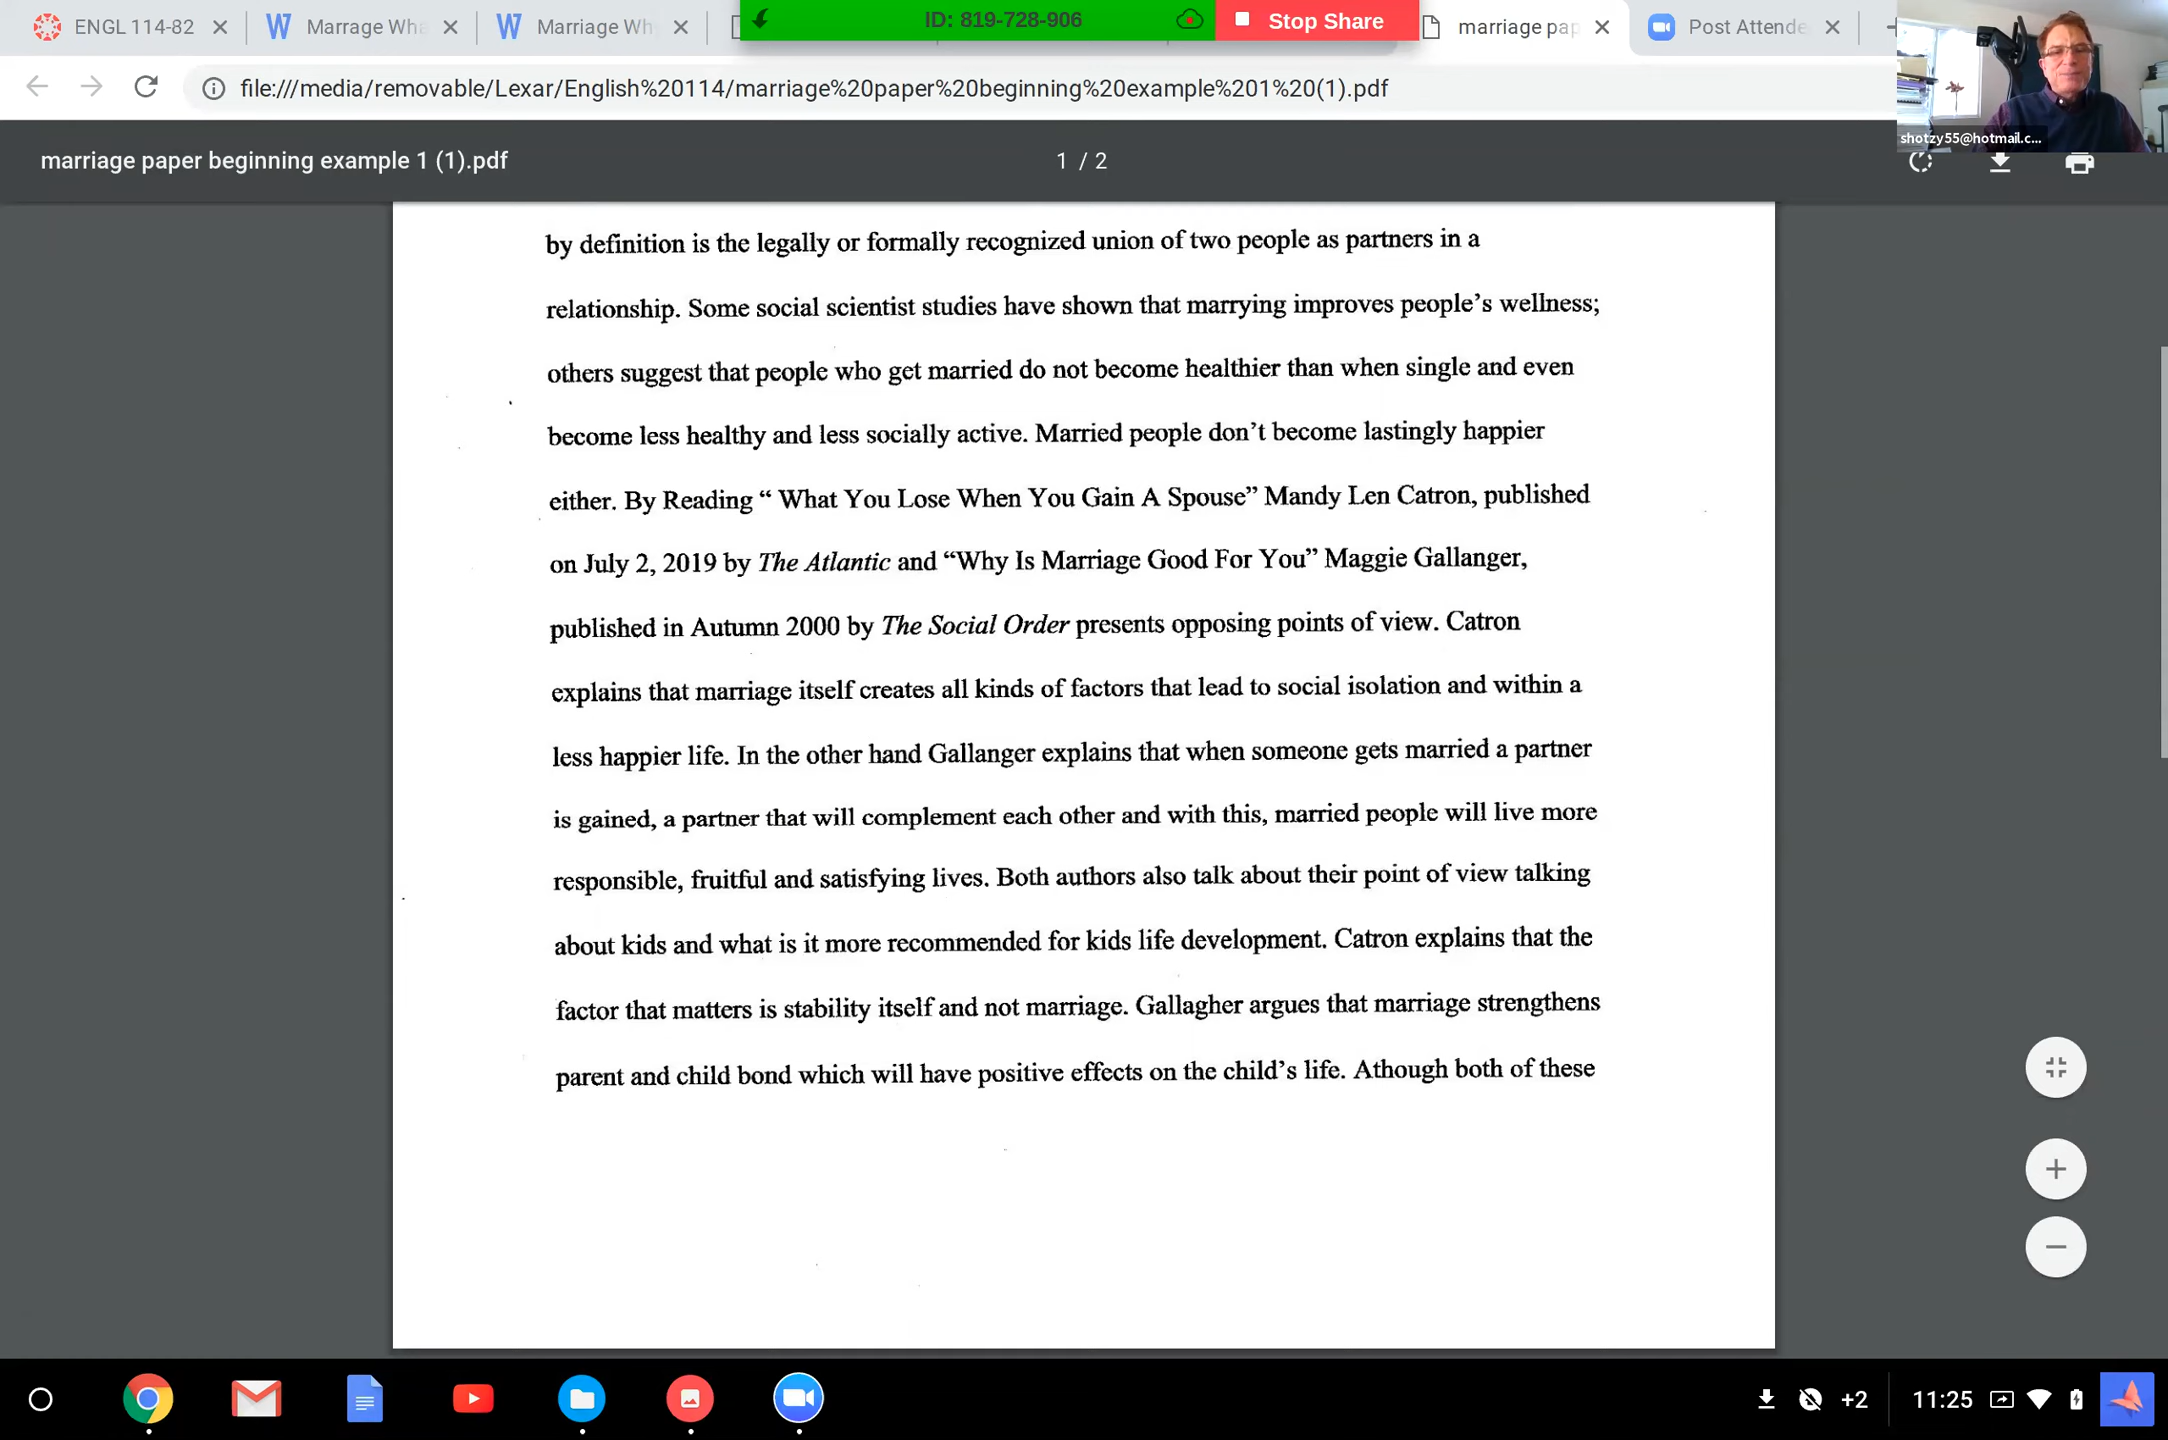 ENGL 114-82
Marrage Wha
Marriage Wh
ID: 819-728-906
Stop Share
marriage pap
Post Attende
file:///media/removable/Lexar/English%20114/marriage%20paper%20beginning%20example%201%20(1).pdf
shotzy55@hotmail.c...
marriage paper beginning example 1 (1).pdf
1 / 2
by definition is the legally or formally recognized union of two people as partners in a
relationship. Some social scientist studies have shown that marrying improves people's wellness;
others suggest that people who get married do not become healthier than when single and even
become less healthy and less socially active. Married people don't become lastingly happier
either. By Reading “ What You Lose When You Gain A Spouse” Mandy Len Catron, published
on July 2, 2019 by The Atlantic and “Why Is Marriage Good For You” Maggie Gallanger,
published in Autumn 2000 by The Social Order presents opposing points of view. Catron
explains that marriage itself creates all kinds of factors that lead to social isolation and within a
less happier life. In the other hand Gallanger explains that when someone gets married a partner
is gained, a partner that will complement each other and with this, married people will live more
responsible, fruitful and satisfying lives. Both authors also talk about their point of view talking
about kids and what is it more recommended for kids life development. Catron explains that the
factor that matters is stability itself and not marriage. Gallagher argues that marriage strengthens
parent and child bond which will have positive effects on the child's life. Athough both of these
+2
11:25